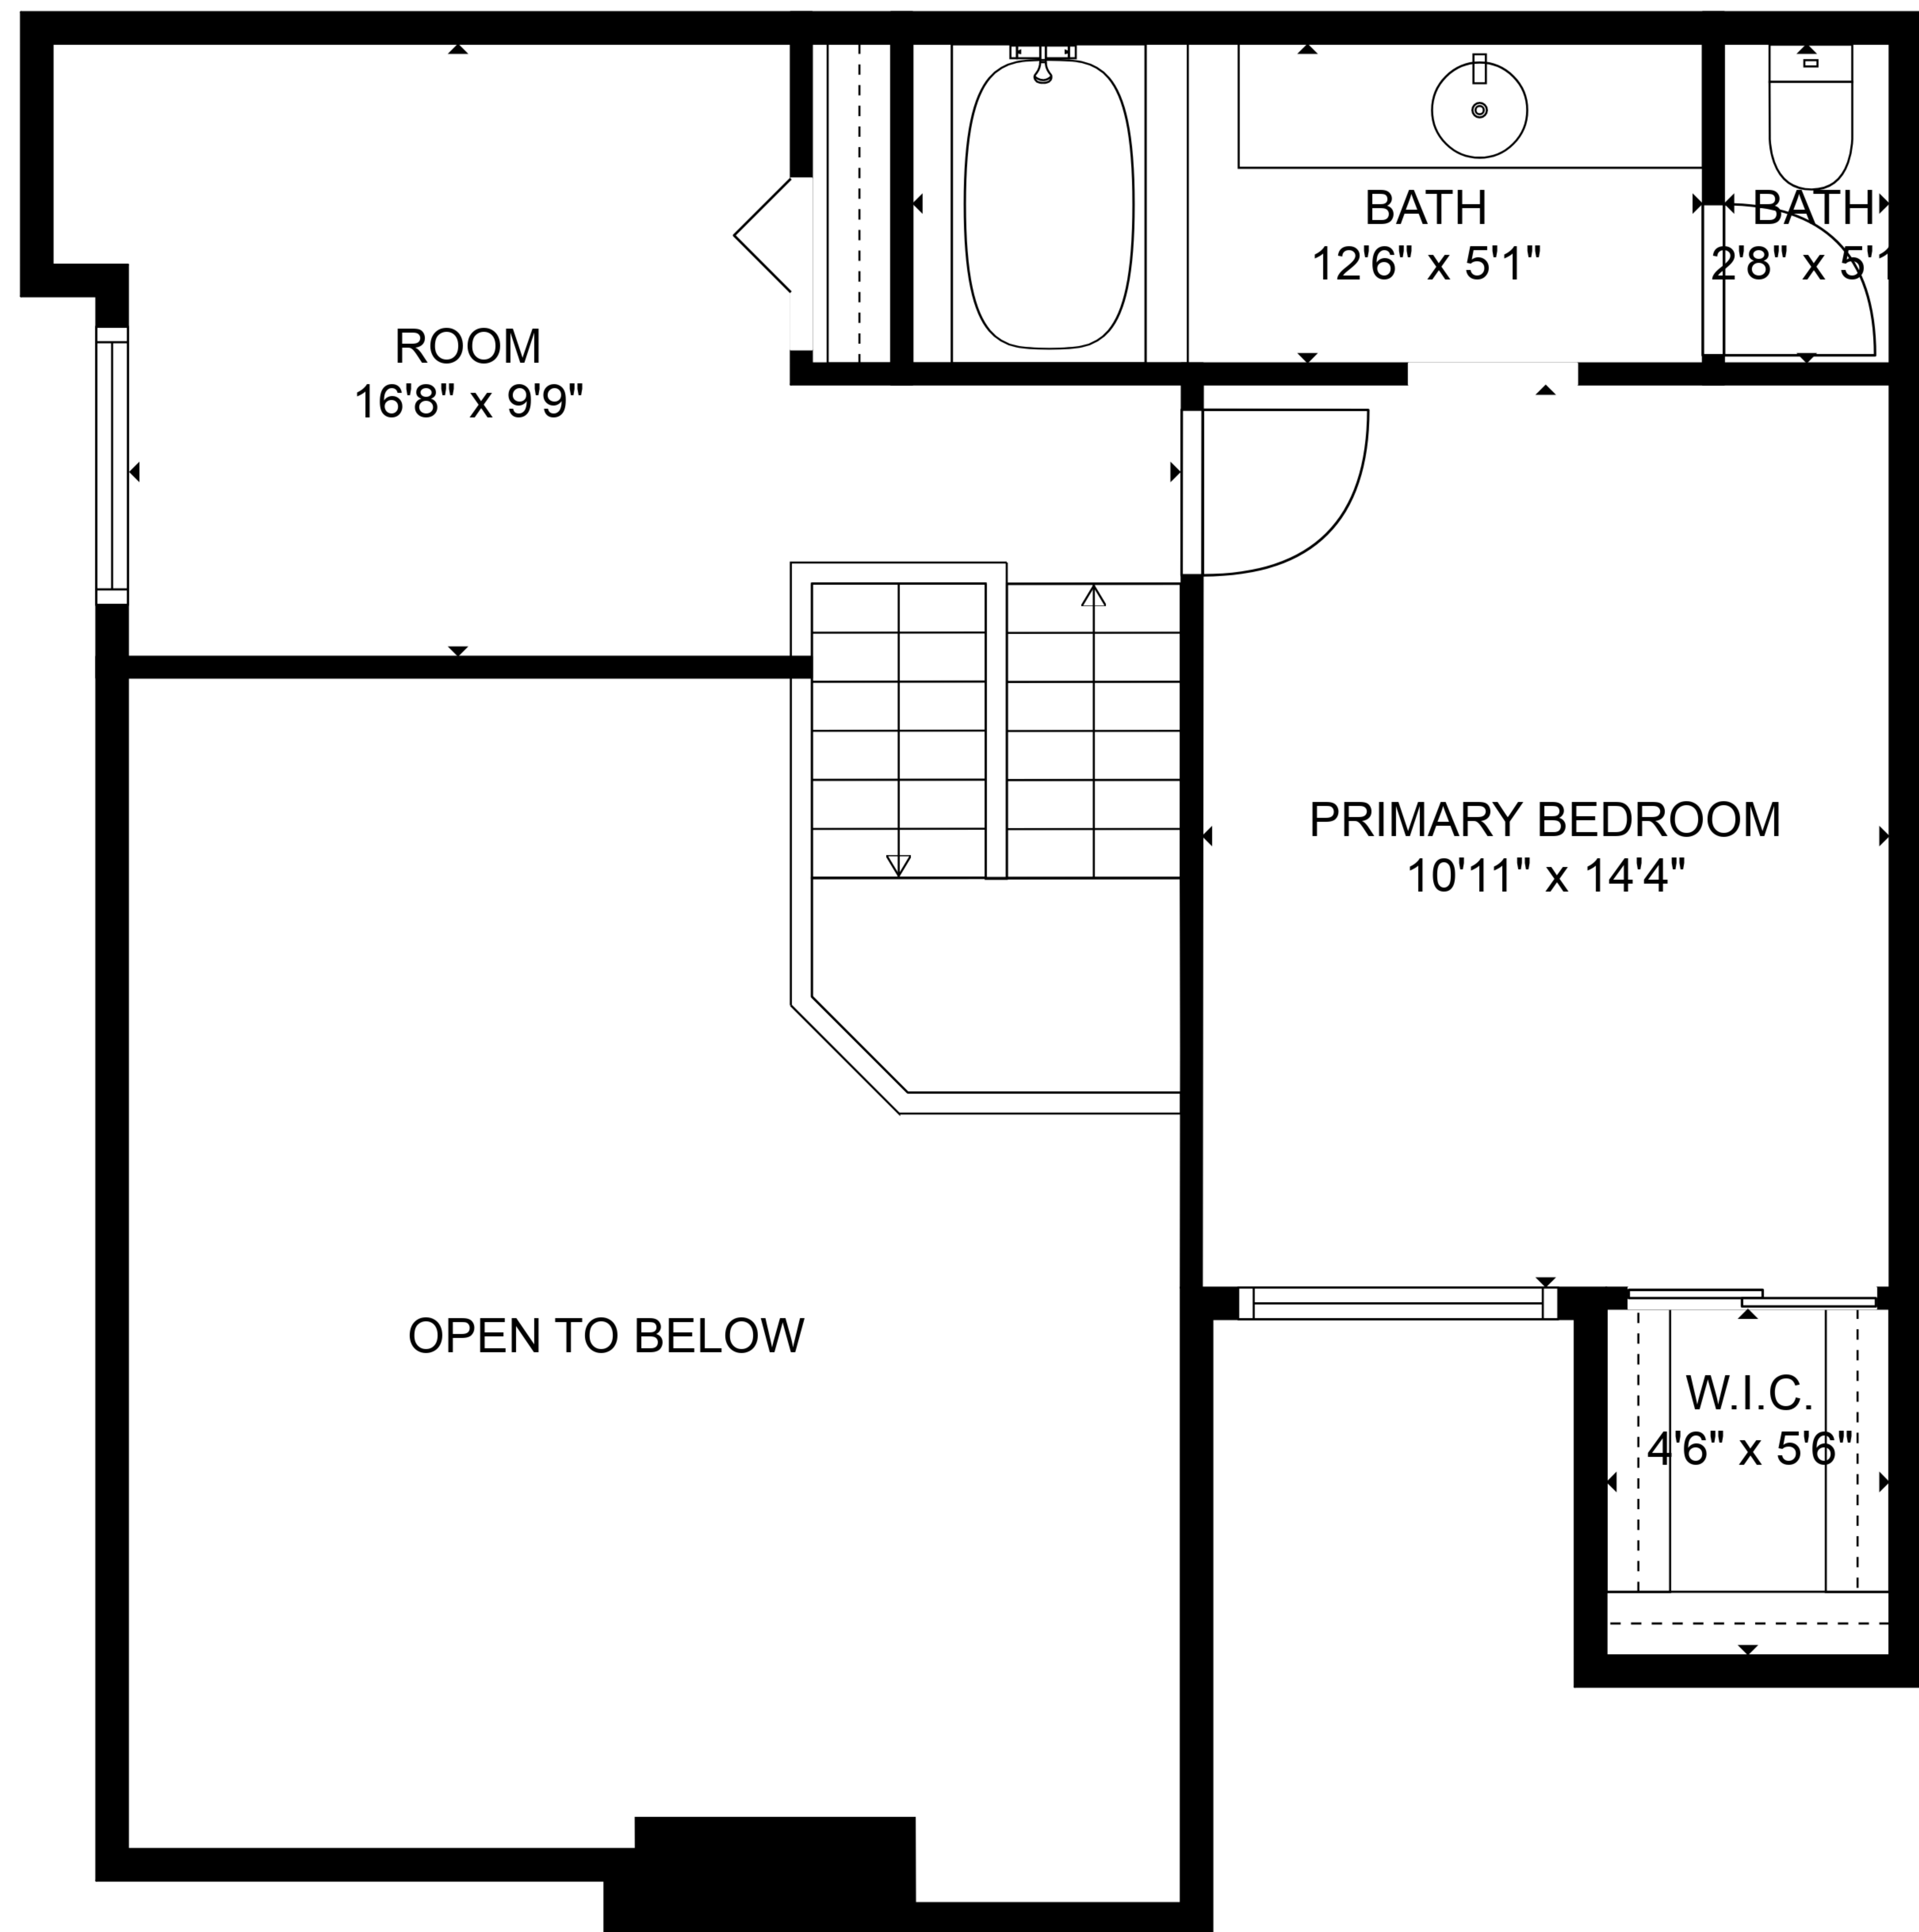 BATH
12'6" x 5'1"
BATH
2'8" x 5'1
ROOM
16'8" x 9'9"
PRIMARY BEDROOM
10'11" x 14'4"
OPEN TO BELOW
W.I.C.
4'6" x 5'6"